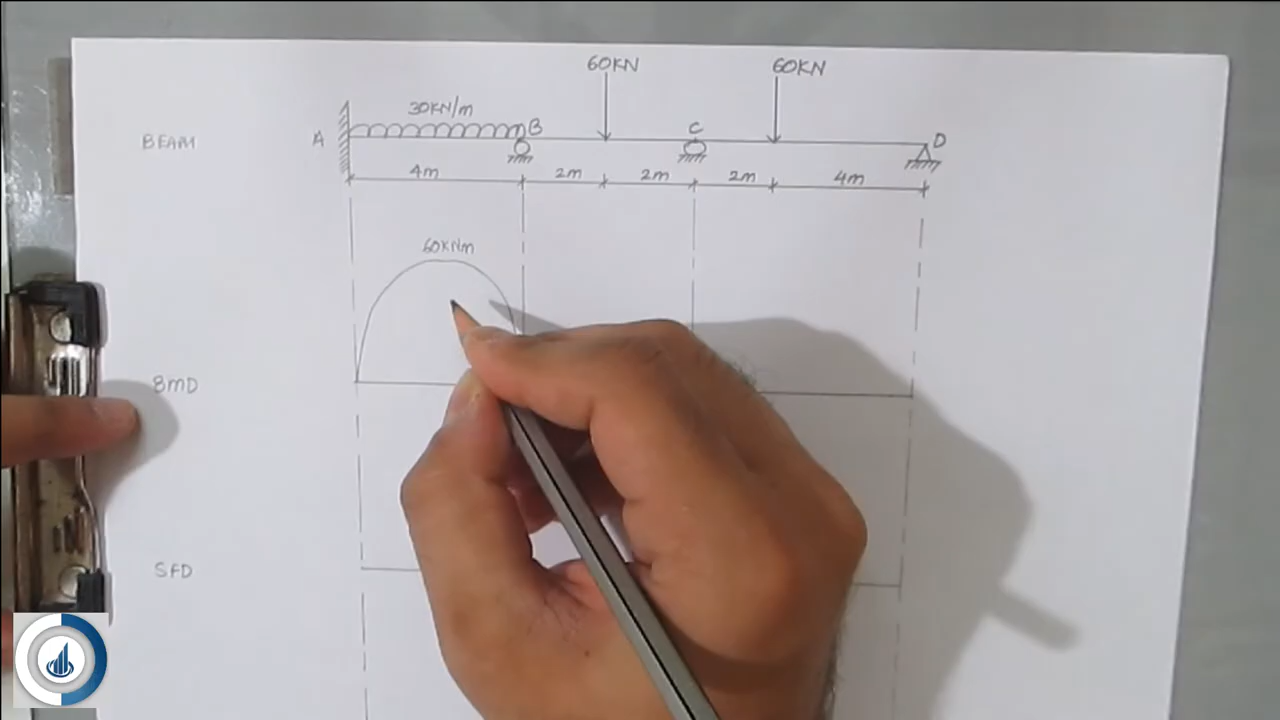 60KN 60KN
30KN/m
BEAM A B C D
4m 2m 2m 2m 4m
60KNm
BMD
SFD